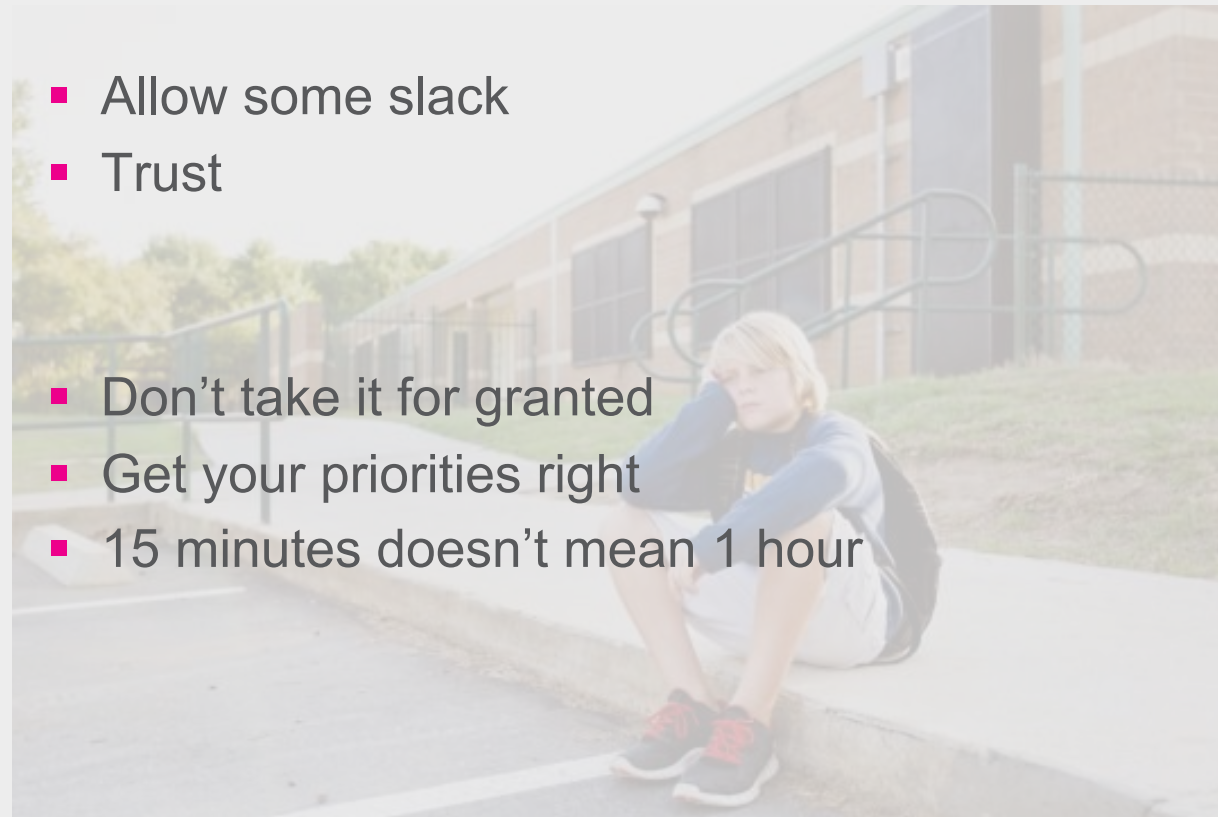 ▪ Allow some slack
▪ Trust
▪ Don’t take it for granted
▪ Get your priorities right
▪ 15 minutes doesn’t mean 1 hour